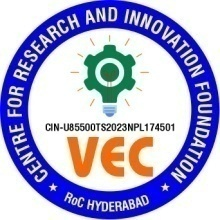 CENTRE FOR RESEARCH AND INNOVATION FOUNDATION
CIN-U85500TS2023NPL174501
VEC
RoC HYDERABAD